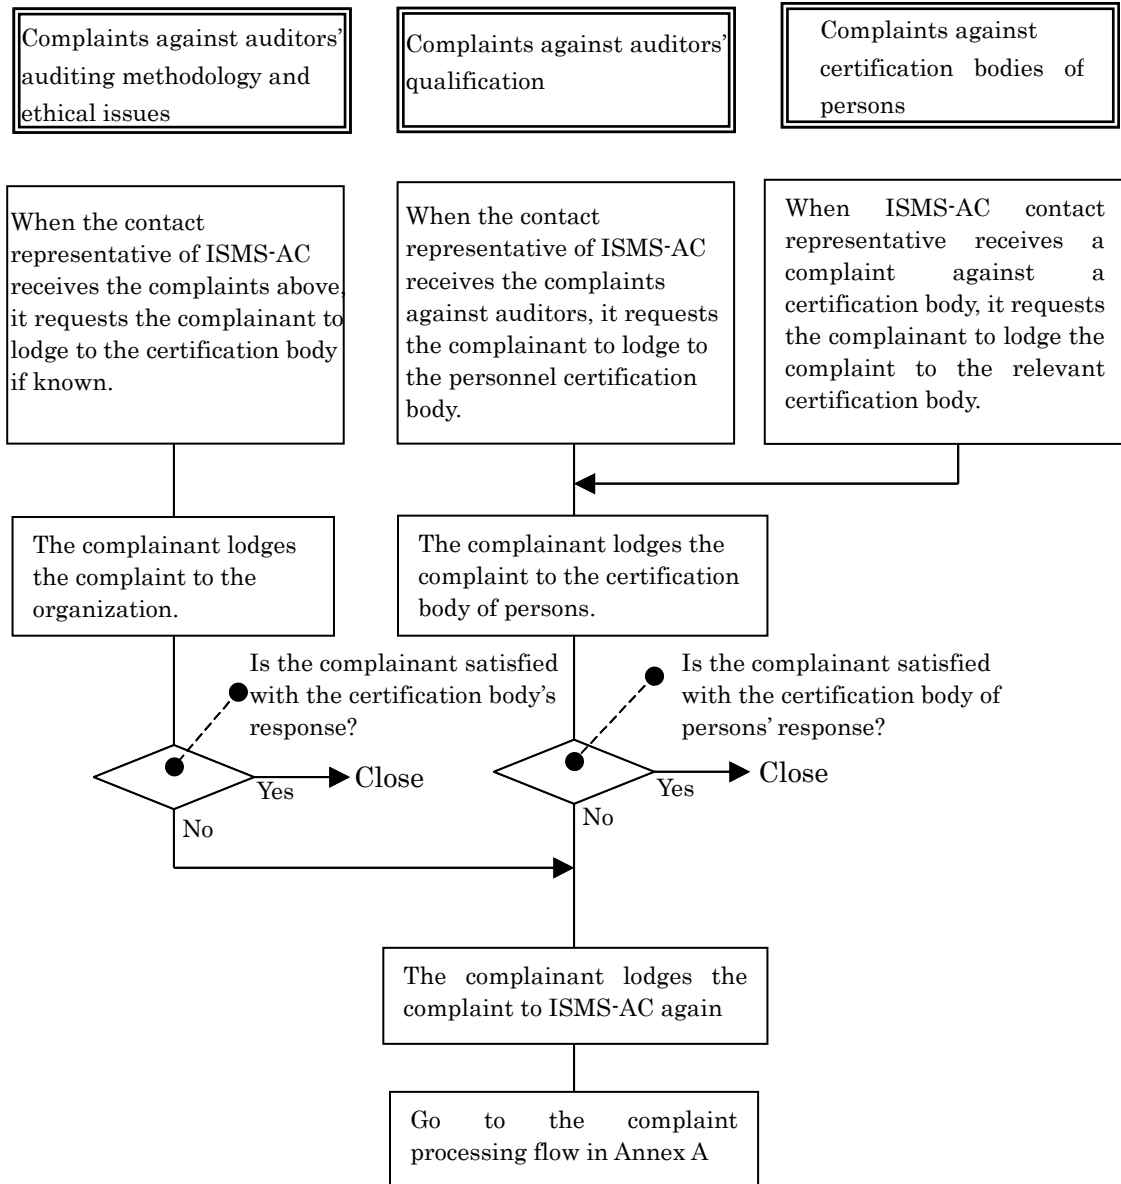 Complaints against auditors’
auditing methodology and
ethical issues
Complaints against auditors’
qualification
Complaints against
certification bodies of
persons
When the contact
representative of ISMS-AC
receives the complaints above,
it requests the complainant to
lodge to the certification body
if known.
When the contact
representative of ISMS-AC
receives the complaints
against auditors, it requests
the complainant to lodge to
the personnel certification
body.
When ISMS-AC contact
representative receives a
complaint against a
certification body, it requests
the complainant to lodge the
complaint to the relevant
certification body.
The complainant lodges
the complaint to the
organization.
The complainant lodges the
complaint to the certification
body of persons.
Is the complainant satisfied
with the certification body’s
response?
Is the complainant satisfied
with the certification body of
persons’ response?
Yes
Close
No
Yes
Close
No
The complainant lodges the
complaint to ISMS-AC again
Go to the complaint
processing flow in Annex A